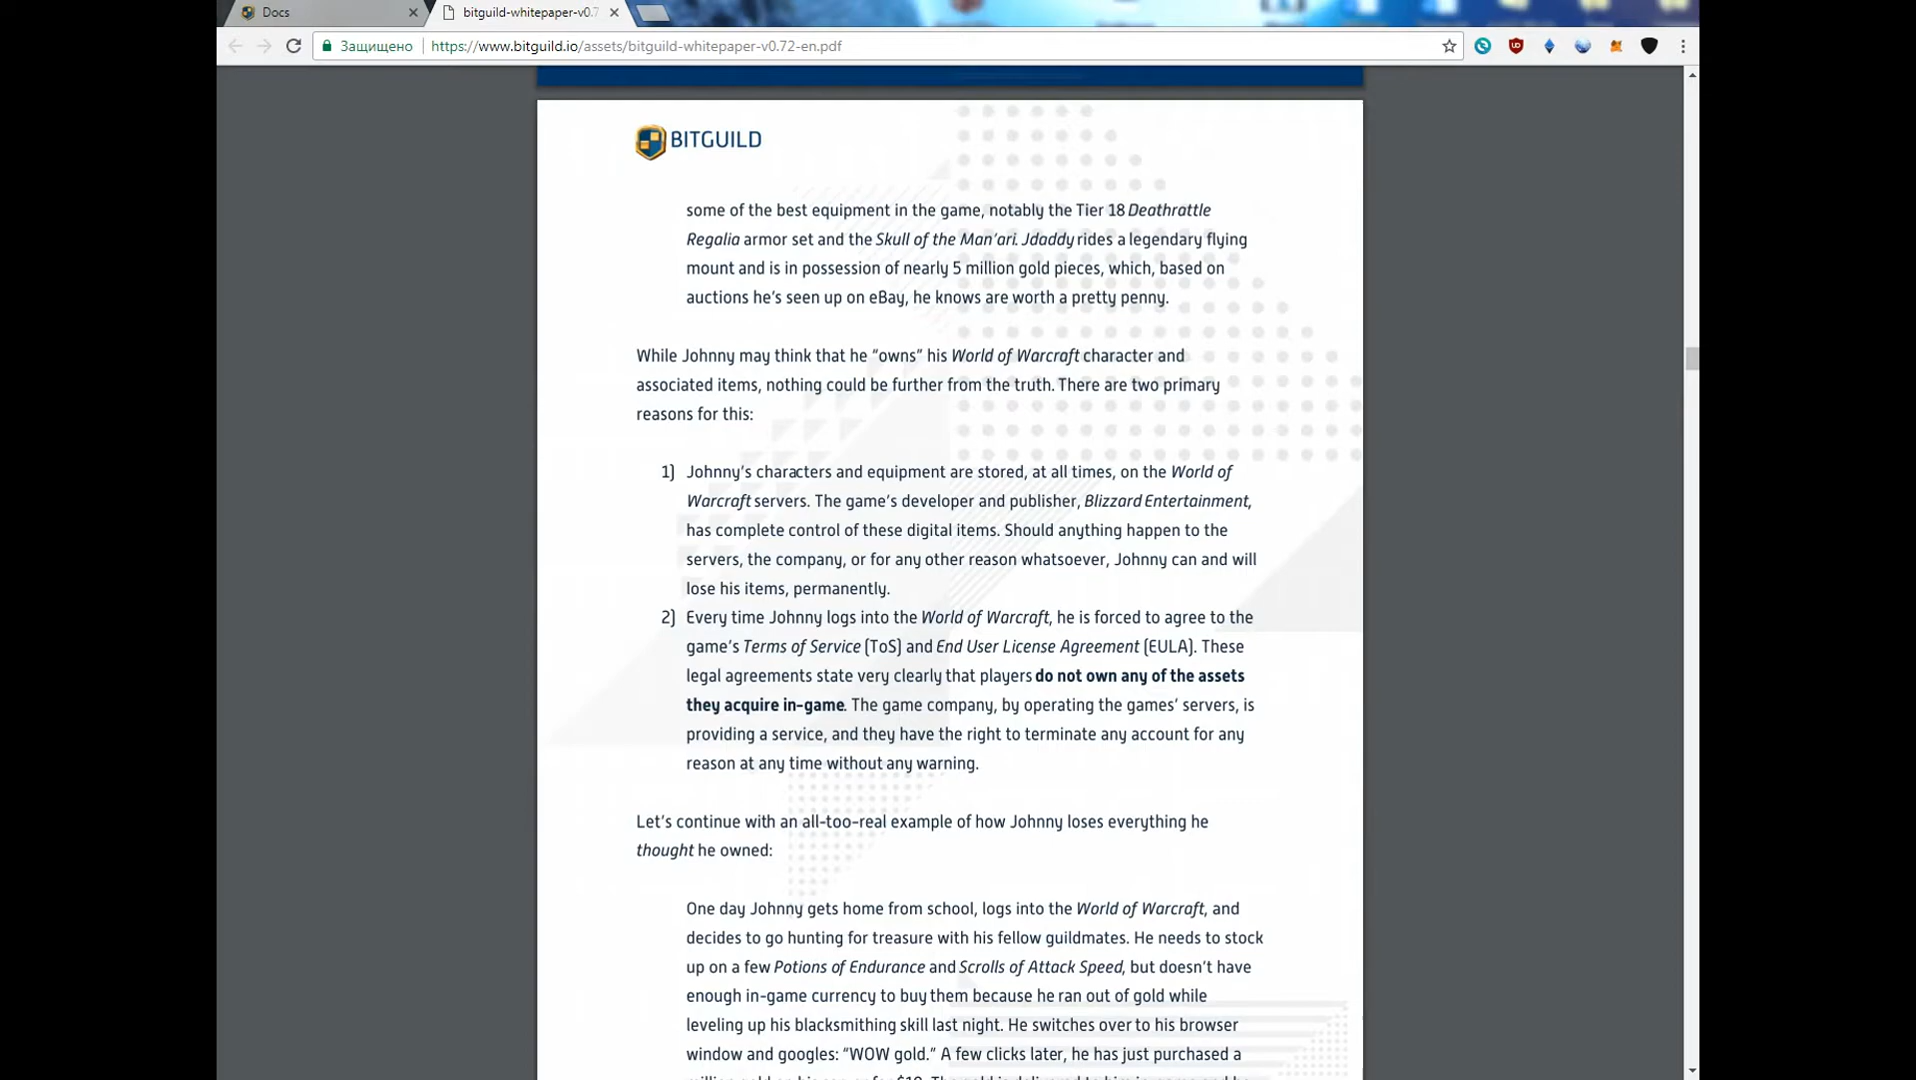 Docs
bitguild-whitepaper-v0.7
Защищено
https://www.bitguild.io/assets/bitguild-whitepaper-v0.72-en.pdf
BITGUILD
some of the best equipment in the game, notably the Tier 18 Deathrattle
Regalia armor set and the Skull of the Man’ari. Jdaddy rides a legendary flying
mount and is in possession of nearly 5 million gold pieces, which, based on
auctions he’s seen up on eBay, he knows are worth a pretty penny.
While Johnny may think that he “owns” his World of Warcraft character and
associated items, nothing could be further from the truth. There are two primary
reasons for this:
1) Johnny’s characters and equipment are stored, at all times, on the World of
Warcraft servers. The game’s developer and publisher, Blizzard Entertainment,
has complete control of these digital items. Should anything happen to the
servers, the company, or for any other reason whatsoever, Johnny can and will
lose his items, permanently.
2) Every time Johnny logs into the World of Warcraft, he is forced to agree to the
game’s Terms of Service (ToS) and End User License Agreement (EULA). These
legal agreements state very clearly that players do not own any of the assets
they acquire in-game. The game company, by operating the games’ servers, is
providing a service, and they have the right to terminate any account for any
reason at any time without any warning.
Let’s continue with an all-too-real example of how Johnny loses everything he
thought he owned:
One day Johnny gets home from school, logs into the World of Warcraft, and
decides to go hunting for treasure with his fellow guildmates. He needs to stock
up on a few Potions of Endurance and Scrolls of Attack Speed, but doesn’t have
enough in-game currency to buy them because he ran out of gold while
leveling up his blacksmithing skill last night. He switches over to his browser
window and googles: “WOW gold.” A few clicks later, he has just purchased a